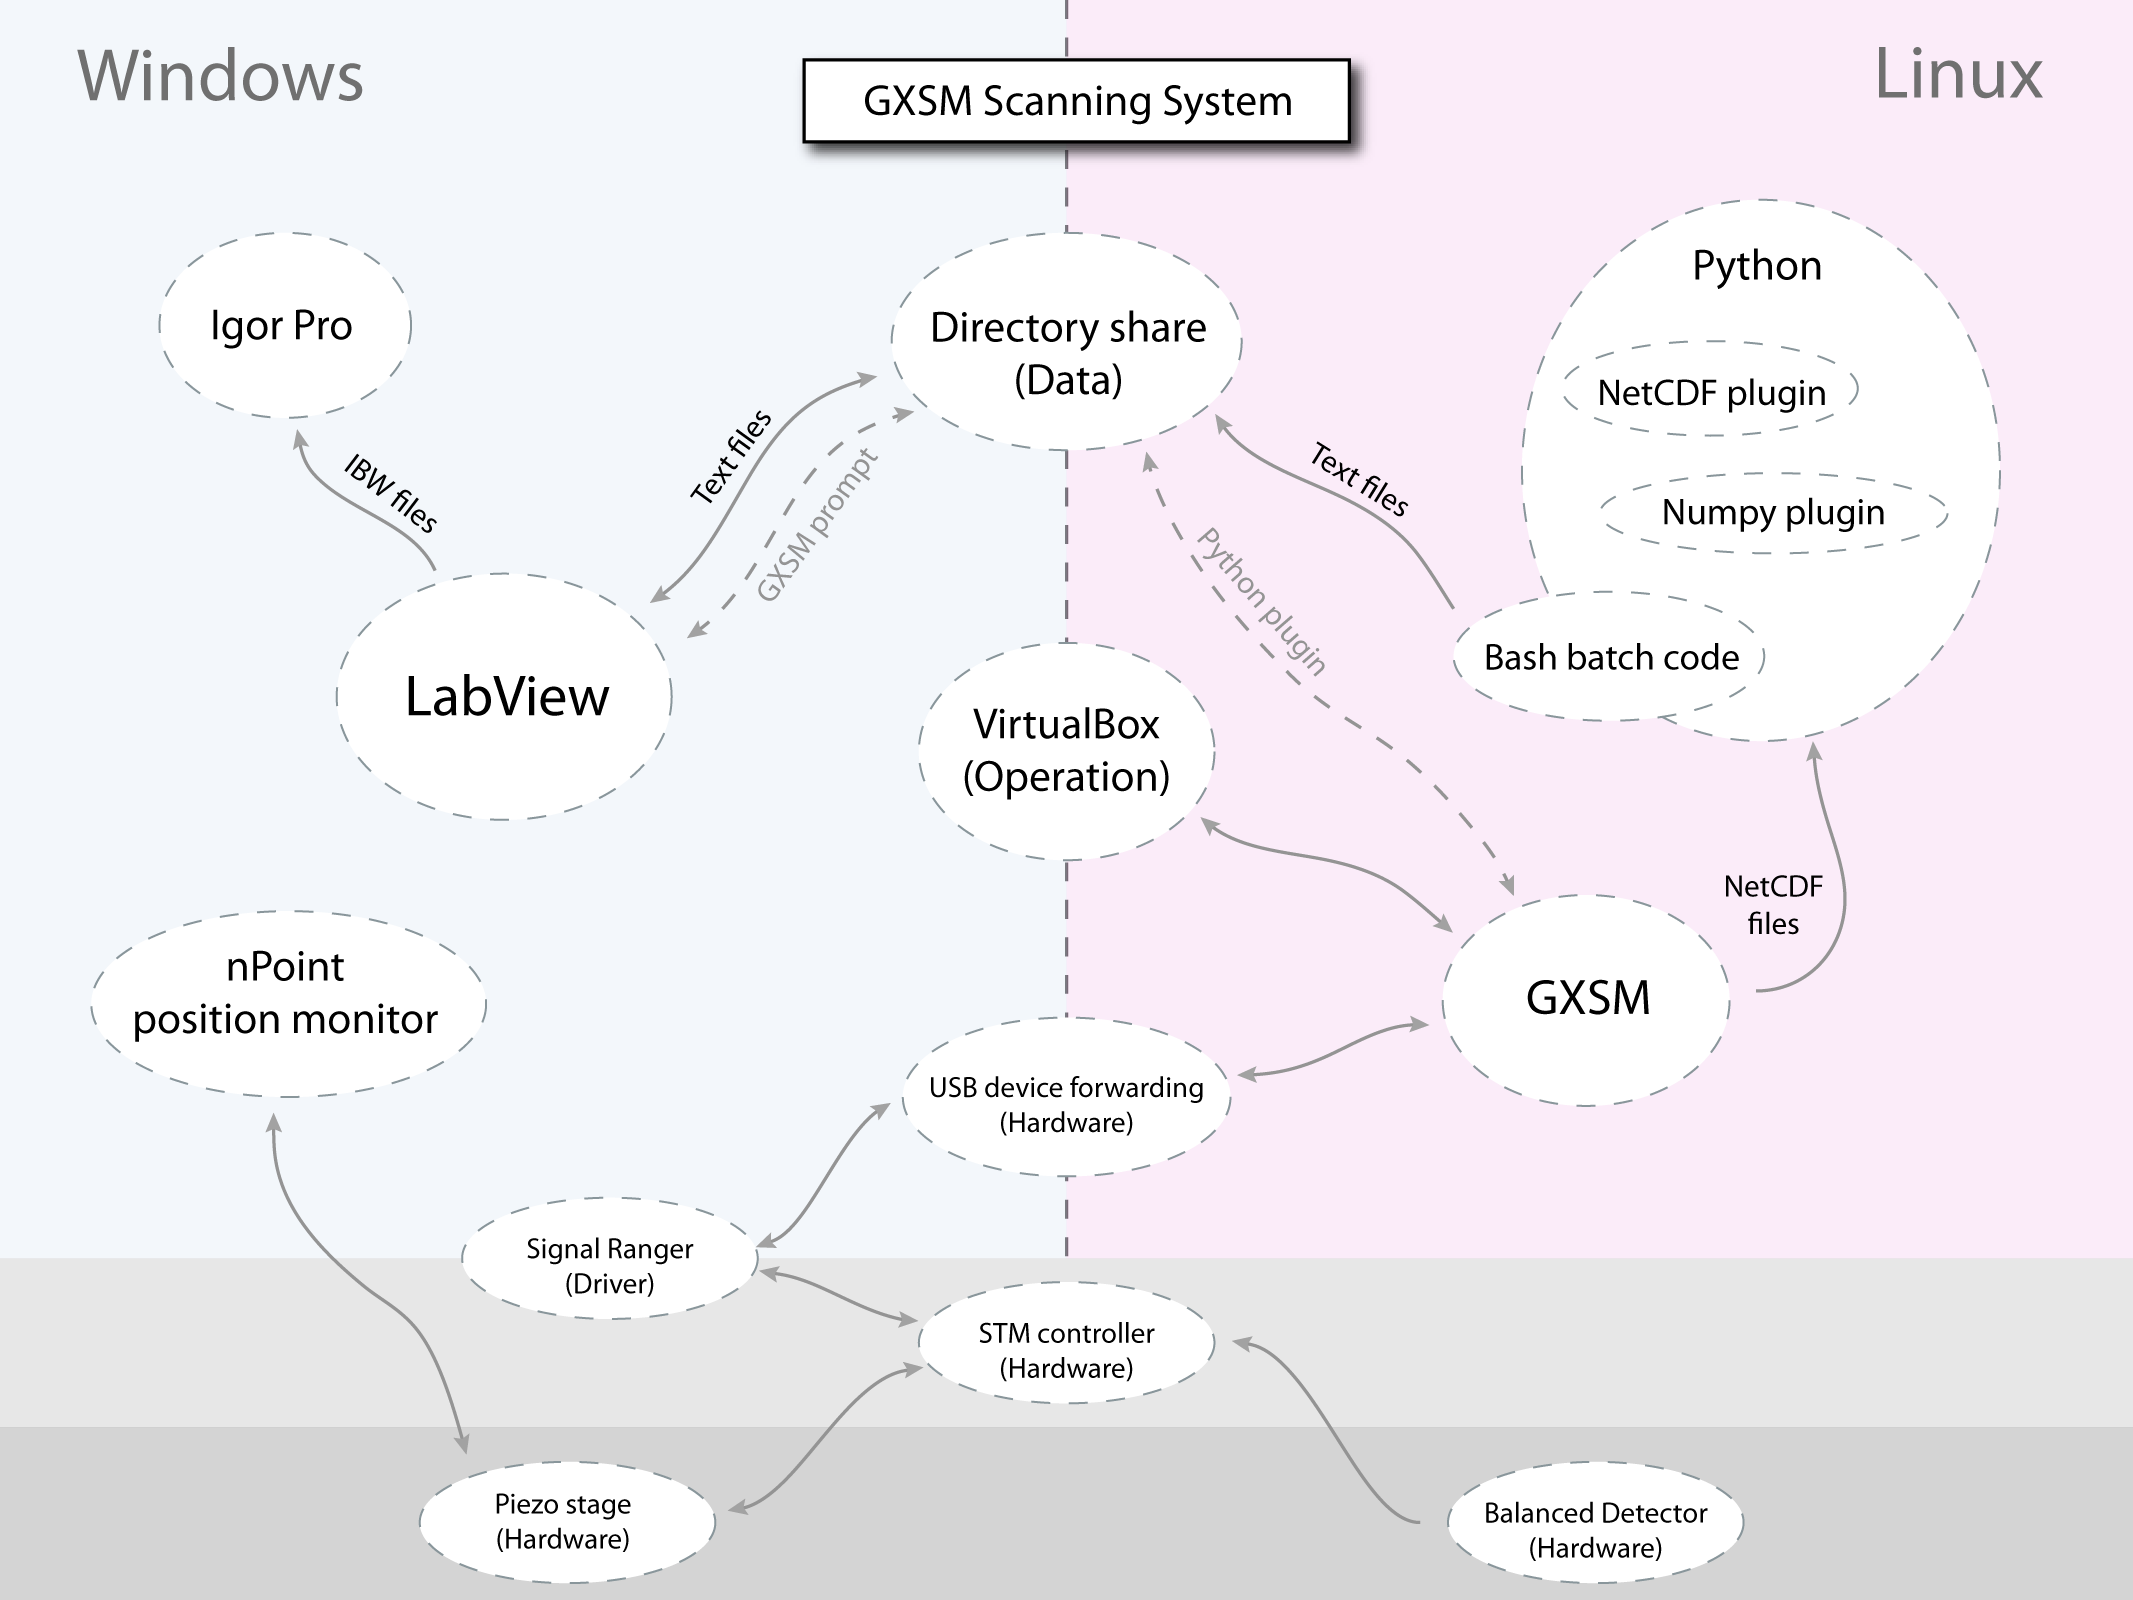 Windows
Linux
GXSM Scanning System
Python
Igor Pro
Directory share
(Data)
NetCDF plugin
Numpy plugin
IBW files
Text files
GXSM prompt
Text files
Python plugin
Bash batch code
LabView
VirtualBox
(Operation)
NetCDF
files
nPoint
position monitor
GXSM
USB device forwarding
(Hardware)
Signal Ranger
(Driver)
STM controller
(Hardware)
Piezo stage
(Hardware)
Balanced Detector
(Hardware)